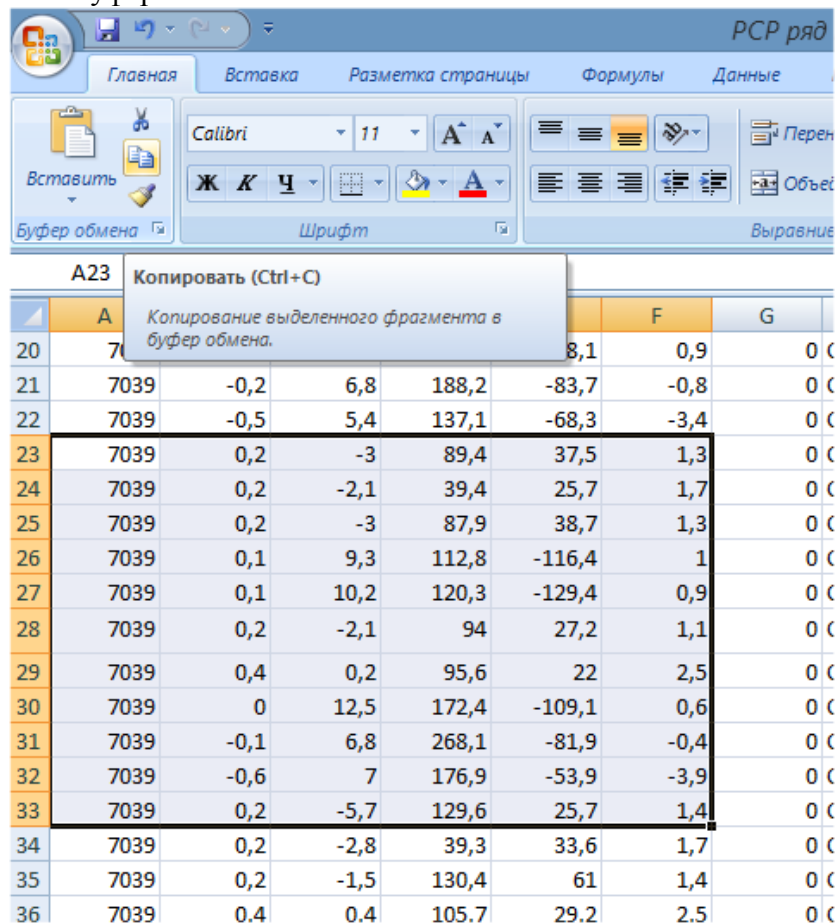 РСР ряд
Главная Вставка Разметка страницы Формулы Данные
Вставить Calibri 11 A A Перен
Ж К Ч Объед
Буфер обмена Шрифт Выравние
A23 Копировать (Ctrl+C)
Копирование выделенного фрагмента в
буфер обмена.
A F G
20 8,1 0,9 0
21 7039 -0,2 6,8 188,2 -83,7 -0,8 0
22 7039 -0,5 5,4 137,1 -68,3 -3,4 0
23 7039 0,2 -3 89,4 37,5 1,3 0
24 7039 0,2 -2,1 39,4 25,7 1,7 0
25 7039 0,2 -3 87,9 38,7 1,3 0
26 7039 0,1 9,3 112,8 -116,4 1 0
27 7039 0,1 10,2 120,3 -129,4 0,9 0
28 7039 0,2 -2,1 94 27,2 1,1 0
29 7039 0,4 0,2 95,6 22 2,5 0
30 7039 0 12,5 172,4 -109,1 0,6 0
31 7039 -0,1 6,8 268,1 -81,9 -0,4 0
32 7039 -0,6 7 176,9 -53,9 -3,9 0
33 7039 0,2 -5,7 129,6 25,7 1,4 0
34 7039 0,2 -2,8 39,3 33,6 1,7 0
35 7039 0,2 -1,5 130,4 61 1,4 0
36 7039 0,4 0,4 105,7 29,2 2,5 0